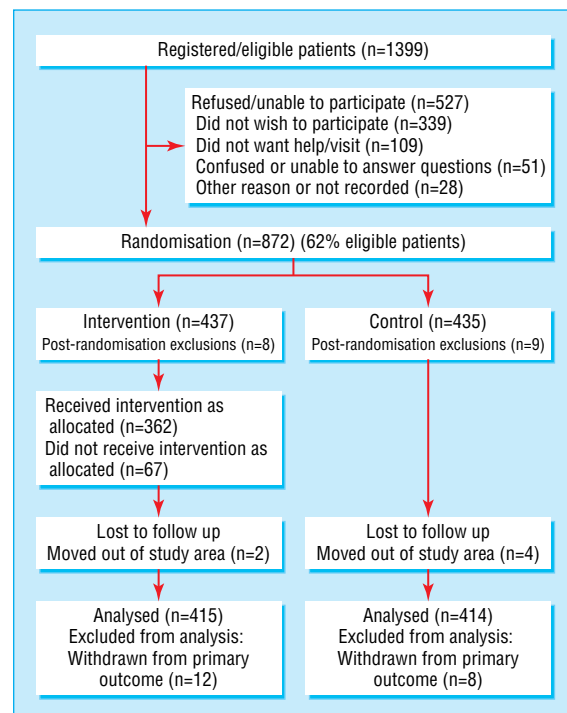 Registered/eligible patients (n=1399)
Refused/unable to participate (n=527)
Did not wish to participate (n=339)
Did not want help/visit (n=109)
Confused or unable to answer questions (n=51)
Other reason or not recorded (n=28)
Randomisation (n=872) (62% eligible patients)
Intervention (n=437)
Post-randomisation exclusions (n=8)
Control (n=435)
Post-randomisation exclusions (n=9)
Received intervention as
allocated (n=362)
Did not receive intervention as
allocated (n=67)
Lost to follow up
Moved out of study area (n=2)
Lost to follow up
Moved out of study area (n=4)
Analysed (n=415)
Excluded from analysis:
Withdrawn from primary
outcome (n=12)
Analysed (n=414)
Excluded from analysis:
Withdrawn from primary
outcome (n=8)